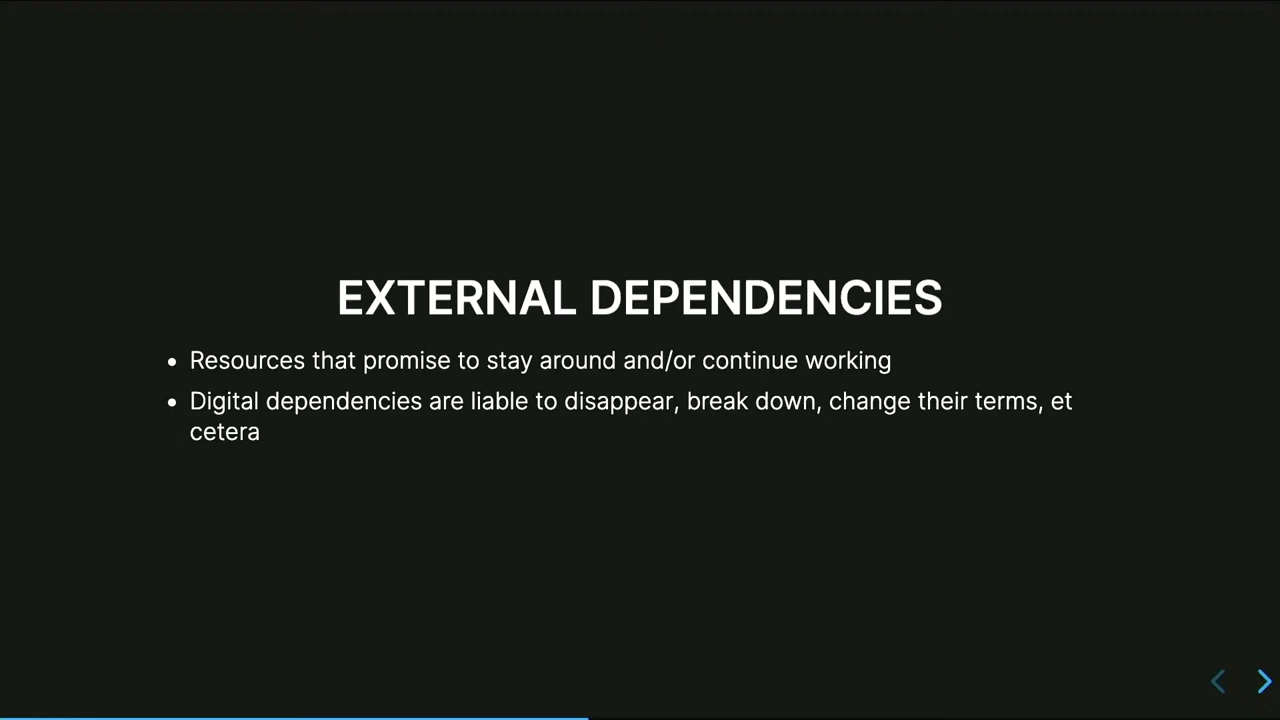 EXTERNAL DEPENDENCIES
• Resources that promise to stay around and/or continue working
• Digital dependencies are liable to disappear, break down, change their terms, et
cetera